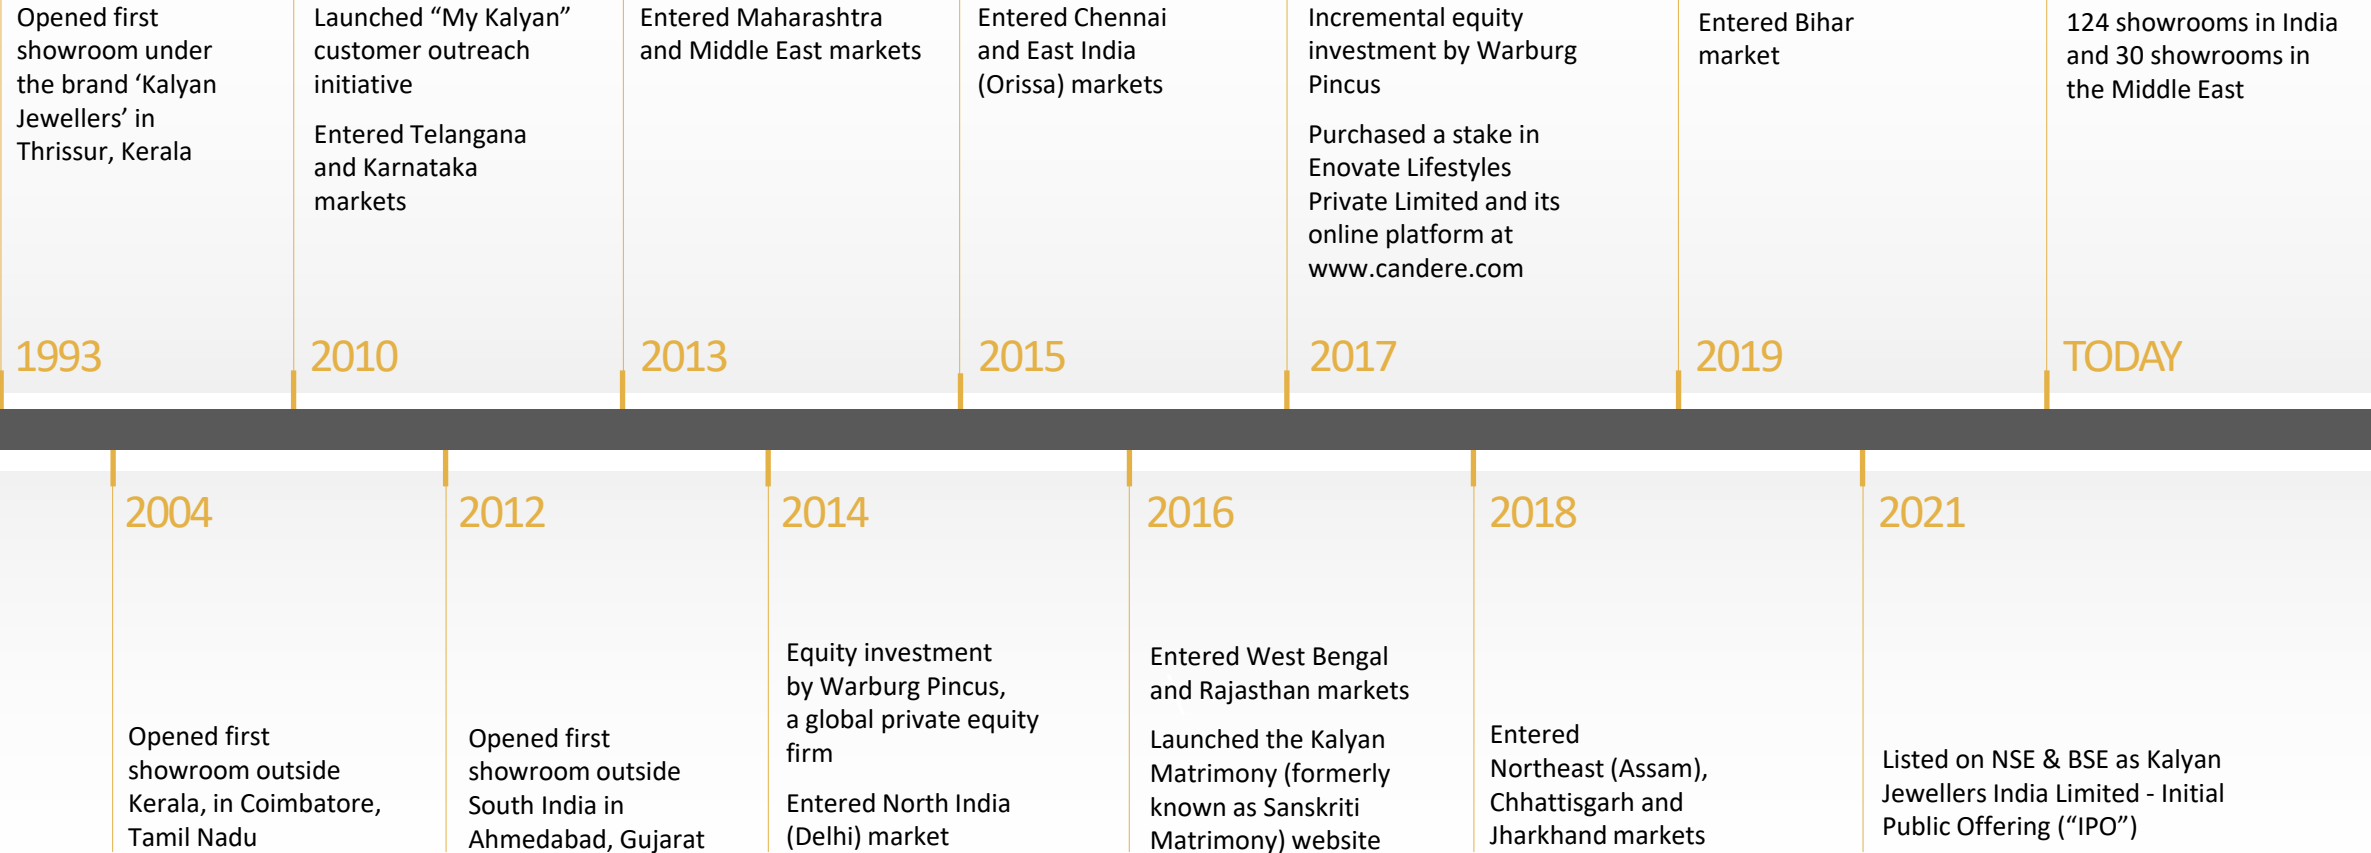 Opened first
showroom under
the brand ‘Kalyan
Jewellers’ in
Thrissur, Kerala
1993
Launched “My Kalyan”
customer outreach
initiative
Entered Telangana
and Karnataka
markets
2010
Entered Maharashtra
and Middle East markets
2013
Entered Chennai
and East India
(Orissa) markets
2015
Incremental equity
investment by Warburg
Pincus
Purchased a stake in
Enovate Lifestyles
Private Limited and its
online platform at
www.candere.com
2017
Entered Bihar
market
2019
124 showrooms in India
and 30 showrooms in
the Middle East
TODAY
2004
Opened first
showroom outside
Kerala, in Coimbatore,
Tamil Nadu
2012
Opened first
showroom outside
South India in
Ahmedabad, Gujarat
2014
Equity investment
by Warburg Pincus,
a global private equity
firm
Entered North India
(Delhi) market
2016
Entered West Bengal
and Rajasthan markets
Launched the Kalyan
Matrimony (formerly
known as Sanskriti
Matrimony) website
2018
Entered
Northeast (Assam),
Chhattisgarh and
Jharkhand markets
2021
Listed on NSE & BSE as Kalyan
Jewellers India Limited - Initial
Public Offering (“IPO”)